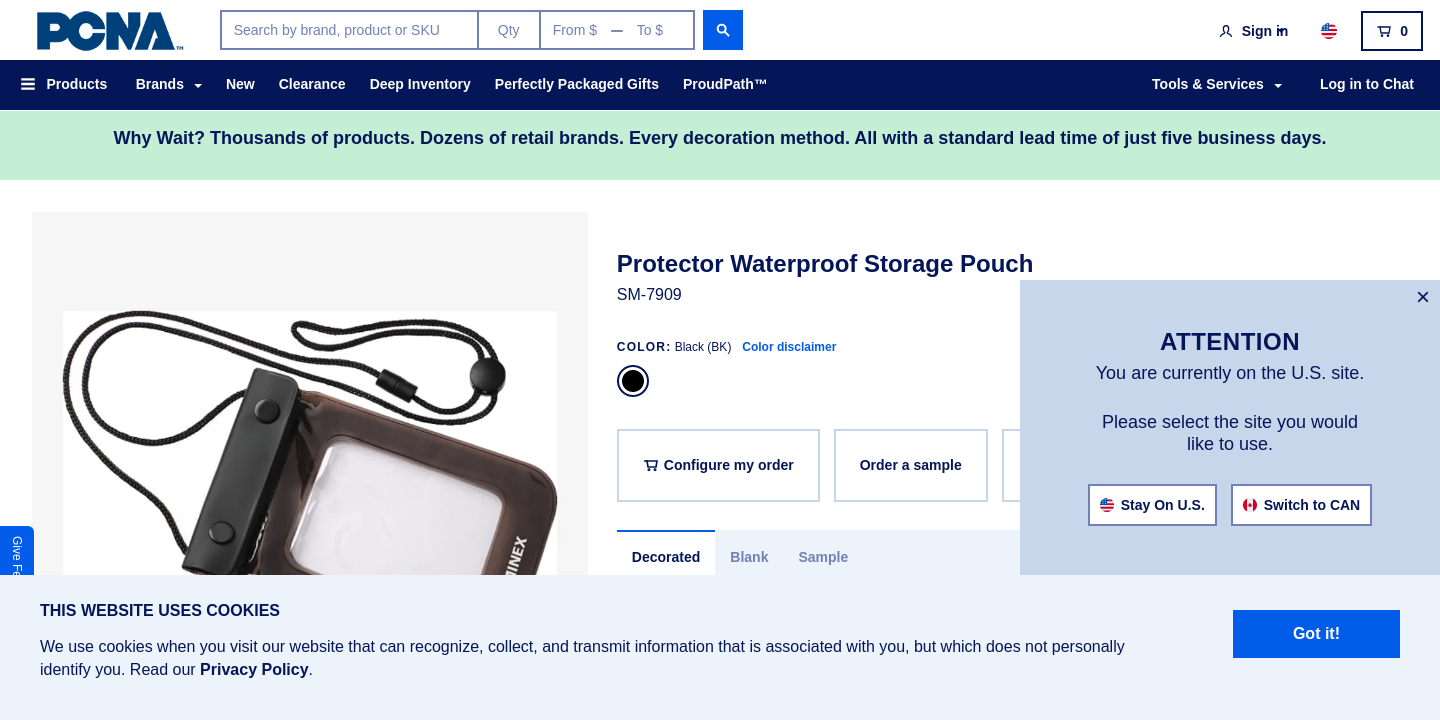 PCNA™
Search by brand, product or SKU
Qty
From $ — To $
Sign in
0
Products
Brands
New
Clearance
Deep Inventory
Perfectly Packaged Gifts
ProudPath™
Tools & Services
Log in to Chat
Why Wait? Thousands of products. Dozens of retail brands. Every decoration method. All with a standard lead time of just five business days.
Protector Waterproof Storage Pouch
SM-7909
COLOR: Black (BK) Color disclaimer
Configure my order
Order a sample
Decorated
Blank
Sample
×
ATTENTION
You are currently on the U.S. site.
Please select the site you would
like to use.
Stay On U.S.
Switch to CAN
Give
THIS WEBSITE USES COOKIES
We use cookies when you visit our website that can recognize, collect, and transmit information that is associated with you, but which does not personally
identify you. Read our Privacy Policy.
Got it!